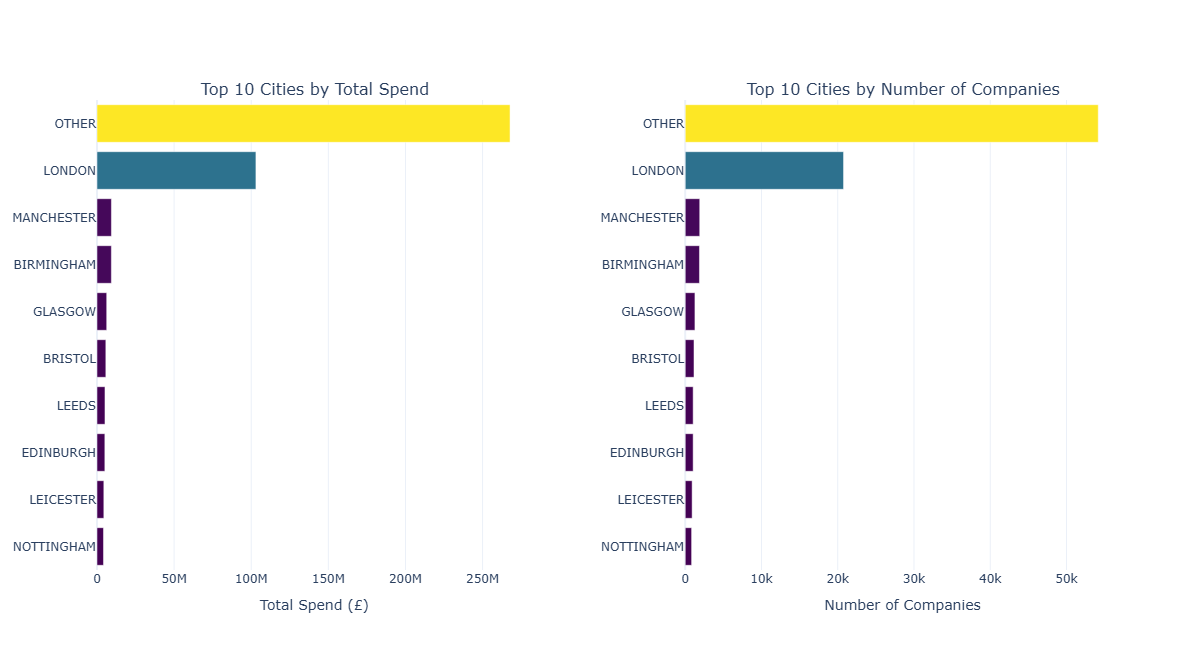 Top 10 Cities by Total Spend
OTHER
LONDON
MANCHESTER
BIRMINGHAM
GLASGOW
BRISTOL
LEEDS
EDINBURGH
LEICESTER
NOTTINGHAM
0 50M 100M 150M 200M 250M
Total Spend (£)
Top 10 Cities by Number of Companies
OTHER
LONDON
MANCHESTER
BIRMINGHAM
GLASGOW
BRISTOL
LEEDS
EDINBURGH
LEICESTER
NOTTINGHAM
0 10k 20k 30k 40k 50k
Number of Companies